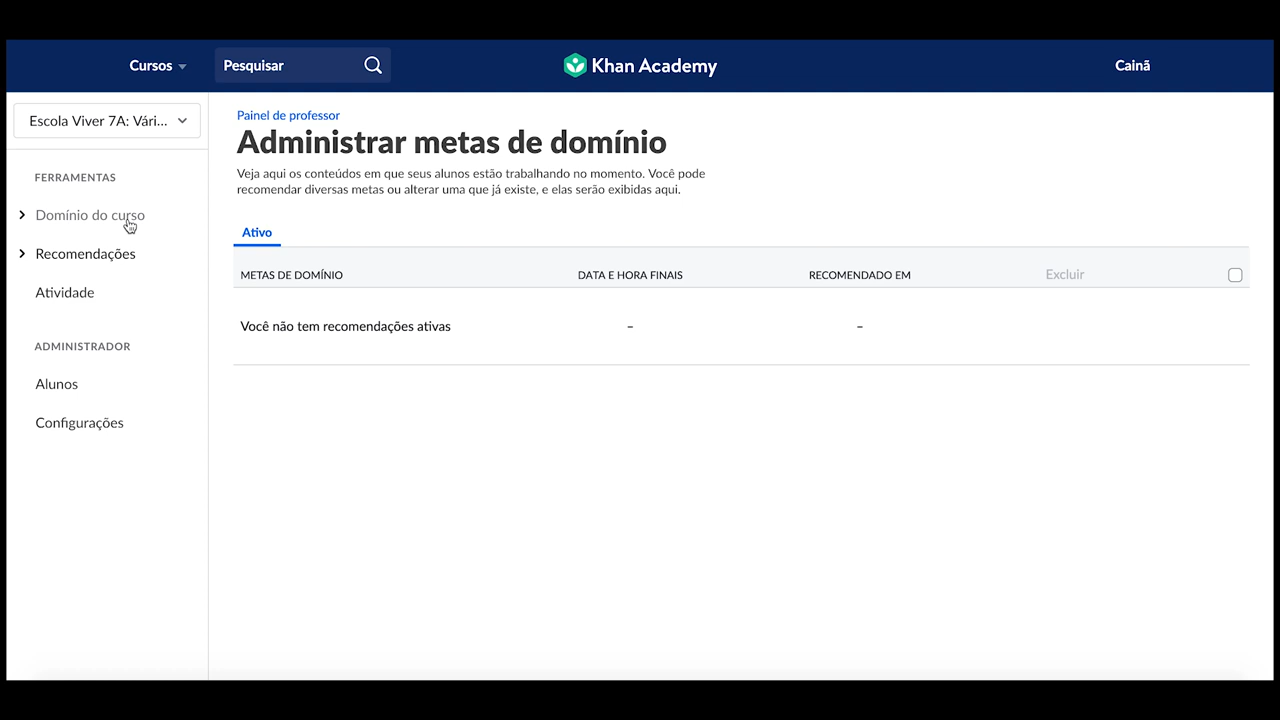 Cursos
Pesquisar
Khan Academy
Cainã
Escola Viver 7A: Vári...
FERRAMENTAS
Domínio do curso
Recomendações
Atividade
ADMINISTRADOR
Alunos
Configurações
Painel de professor
Administrar metas de domínio
Veja aqui os conteúdos em que seus alunos estão trabalhando no momento. Você pode
recomendar diversas metas ou alterar uma que já existe, e elas serão exibidas aqui.
Ativo
METAS DE DOMÍNIO DATA E HORA FINAIS RECOMENDADO EM Excluir
Você não tem recomendações ativas – –